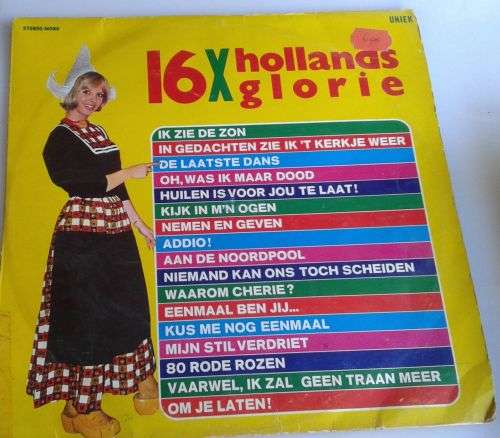 STEREO/MONO
UNIEK
16X hollands
glorie
IK ZIE DE ZON
IN GEDACHTEN ZIE IK 'T KERKJE WEER
DE LAATSTE DANS
OH, WAS IK MAAR DOOD
HUILEN IS VOOR JOU TE LAAT!
KIJK IN M'N OGEN
NEMEN EN GEVEN
ADDIO!
AAN DE NOORDPOOL
NIEMAND KAN ONS TOCH SCHEIDEN
WAAROM CHERIE?
EENMAAL BEN JIJ...
KUS ME NOG EENMAAL
MIJN STIL VERDRIET
80 RODE ROZEN
VAARWEL, IK ZAL GEEN TRAAN MEER
OM JE LATEN!